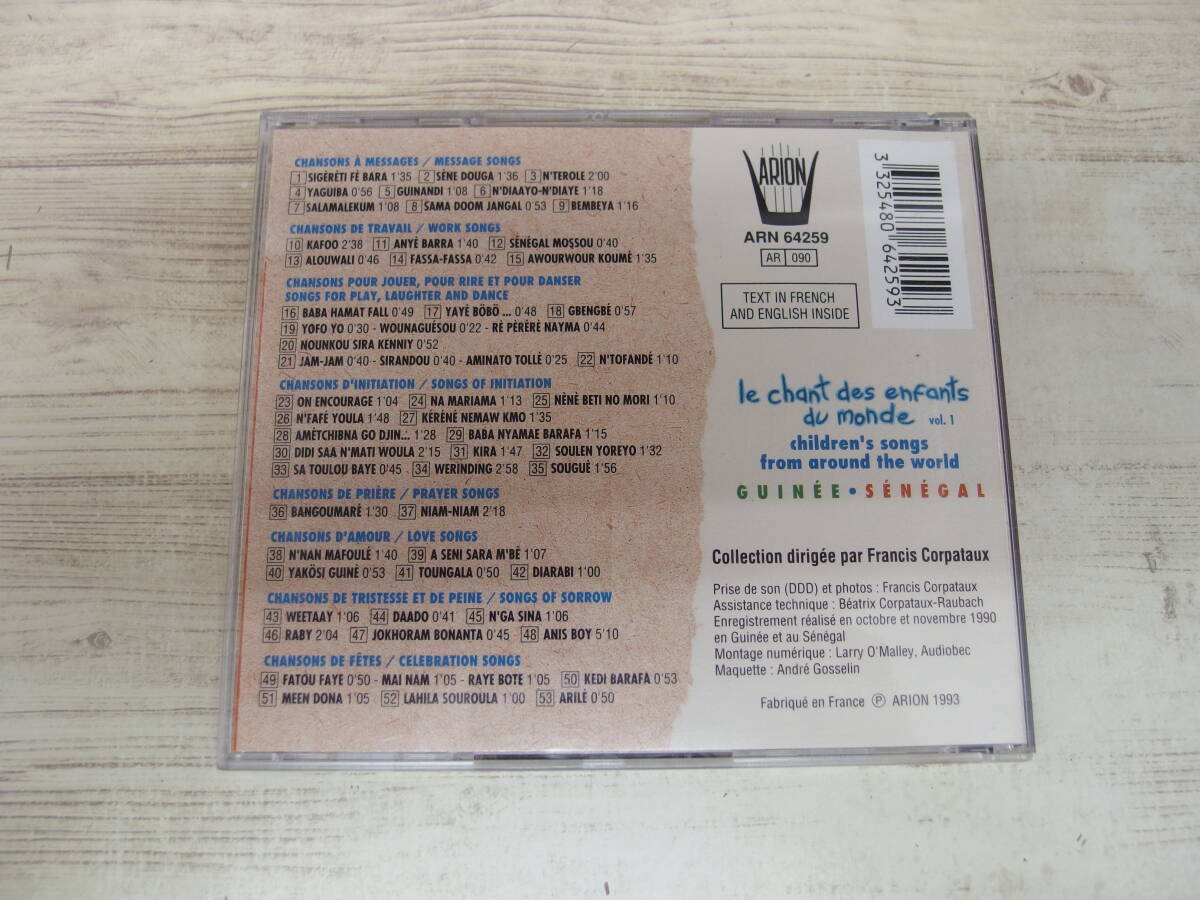 CHANSONS À MESSAGES / MESSAGE SONGS
1 SIGÉRÈTI FÉ BARA 1'35 2 SÈNE DOUGA 1'36 3 N'TEROLE 2'00
4 YAGUIBA 0'56 5 GUINANDI 1'08 6 N'DIAAYO-N'DIAYE 1'18
7 SALAMALEKUM 1'08 8 SAMA DOOM JANGAL 0'53 9 BEMBEYA 1'16
CHANSONS DE TRAVAIL / WORK SONGS
10 KAFOO 2'38 11 ANYÉ BARRA 1'40 12 SÉNÉGAL MOSSOU 0'40
13 ALOUWALI 0'46 14 FASSA-FASSA 0'42 15 AWOURWOUR KOUMÉ 1'35
CHANSONS POUR JOUER, POUR RIRE ET POUR DANSER
SONGS FOR PLAY, LAUGHTER AND DANCE
16 BABA HAMAT FALL 0'49 17 YAYÉ BÖBÖ ... 0'48 18 GBENGBÉ 0'57
19 YOFO YO 0'30 - WOUNAGUÉSOU 0'22 - RÈ PÉRÉRÉ NAYMA 0'44
20 NOUNKOU SIRA KENNIY 0'52
21 JAM-JAM 0'40 - SIRANDOU 0'40 - AMINATO TOLLÉ 0'25 22 N'TOFANDÉ 1'10
CHANSONS D'INITIATION / SONGS OF INITIATION
23 ON ENCOURAGE 1'04 24 NA MARIAMA 1'13 25 NÈNÈ BETI NO MORI 1'10
26 N'FAFÉ YOULA 1'48 27 KÉRÉNÉ NEMAW KMO 1'35
28 AMÈTCHIBNA GO DJIN... 1'28 29 BABA NYAMAE BARAFA 1'15
30 DIDI SAA N'MATI WOULA 2'15 31 KIRA 1'47 32 SOULEN YOREYO 1'32
33 SA TOULOU BAYE 0'45 34 WERINDING 2'58 35 SOUGUÉ 1'56
CHANSONS DE PRIÈRE / PRAYER SONGS
36 BANGOUMARÉ 1'30 37 NIAM-NIAM 2'18
CHANSONS D'AMOUR / LOVE SONGS
38 N'NAN MAFOULÉ 1'40 39 A SENI SARA M'BÉ 1'07
40 YAKÖSI GUINÉ 0'53 41 TOUNGALA 0'50 42 DIARABI 1'00
CHANSONS DE TRISTESSE ET DE PEINE / SONGS OF SORROW
43 WEETAAY 1'06 44 DAADO 0'41 45 N'GA SINA 1'06
46 RABY 2'04 47 JOKHORAM BONANTA 0'45 48 ANIS BOY 5'10
CHANSONS DE FÊTES / CELEBRATION SONGS
49 FATOU FAYE 0'50 - MAI NAM 1'05 - RAYE BOTE 1'05 50 KEDI BARAFA 0'53
51 MEEN DONA 1'05 52 LAHILA SOUROULA 1'00 53 ARILÈ 0'50
ARION
ARN 64259
AR 090
TEXT IN FRENCH
AND ENGLISH INSIDE
3 325480 642593
le chant des enfants
du monde vol. 1
children's songs
from around the world
GUINÉE • SÉNÉGAL
Collection dirigée par Francis Corpataux
Prise de son (DDD) et photos : Francis Corpataux
Assistance technique : Béatrix Corpataux-Raubach
Enregistrement réalisé en octobre et novembre 1990
en Guinée et au Sénégal
Montage numérique : Larry O'Malley, Audiobec
Maquette : André Gosselin
Fabriqué en France Ⓟ ARION 1993